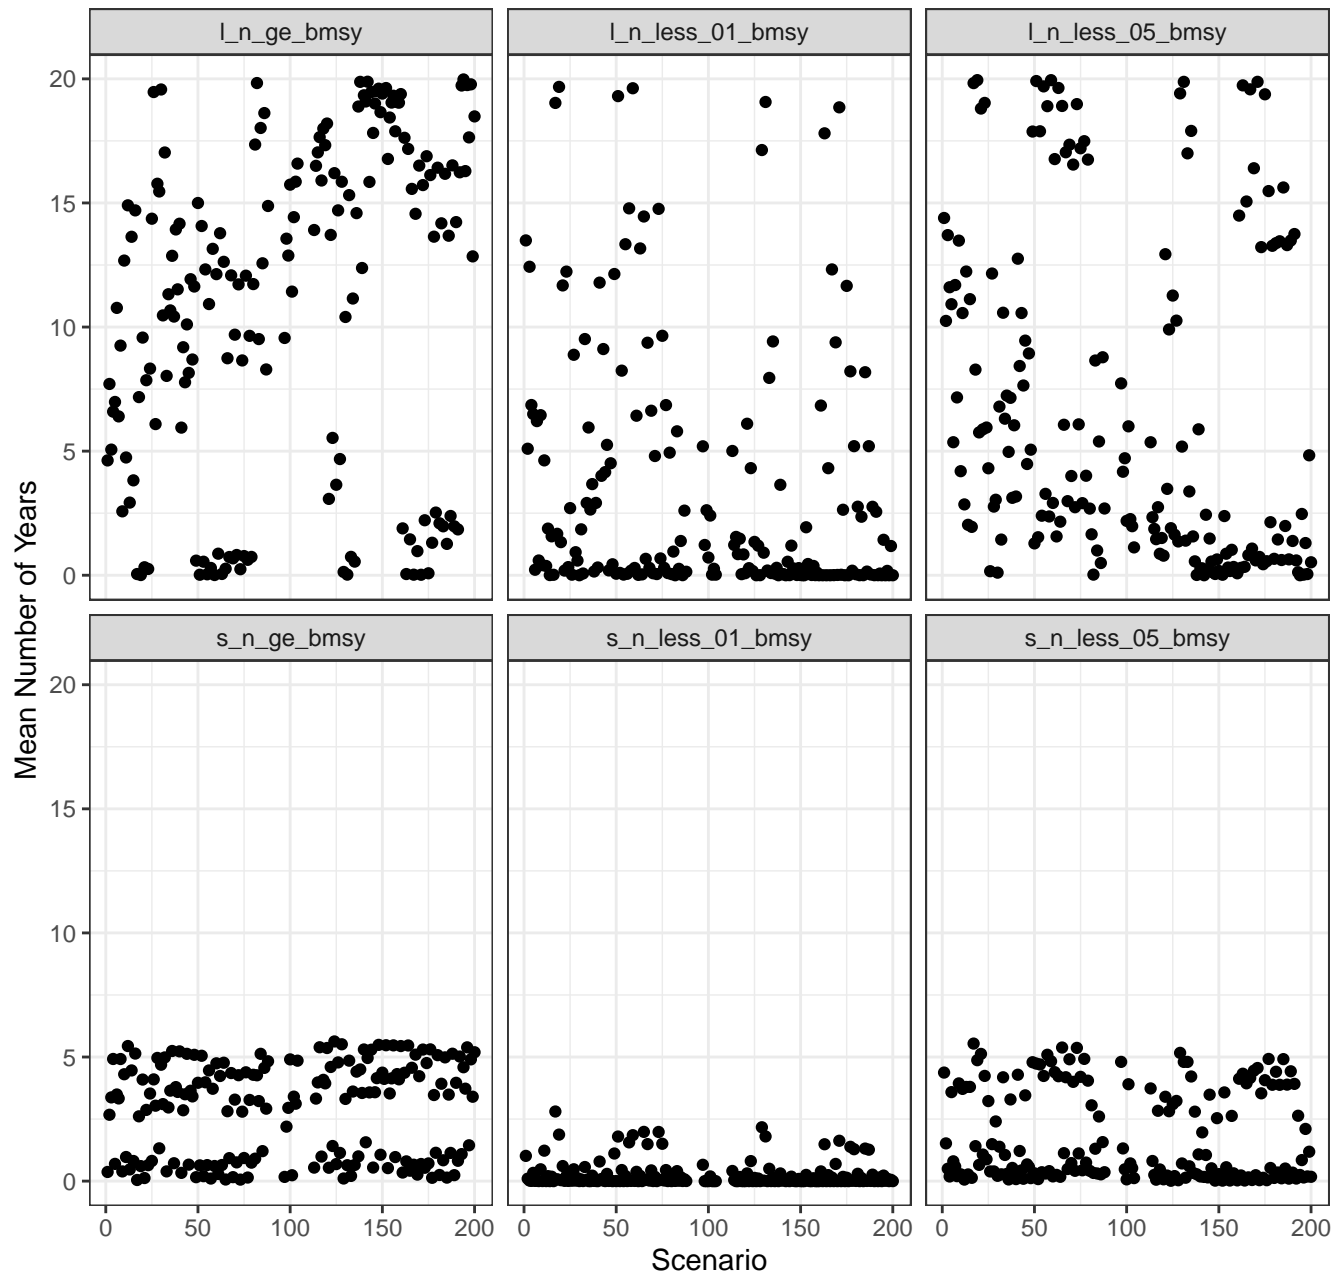 l_n_ge_bmsy l_n_less_01_bmsy l_n_less_05_bmsy
20
15
10
5
0
s_n_ge_bmsy s_n_less_01_bmsy s_n_less_05_bmsy
20
15
10
5
0
0 50 100 150 200 0 50 100 150 200 0 50 100 150 200
Scenario
Mean Number of Years